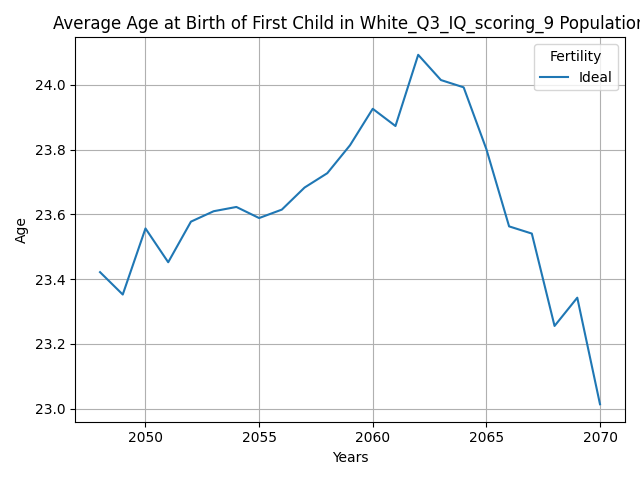 Average Age at Birth of First Child in White_Q3_IQ_scoring_9 Population
Fertility
Ideal
Age
24.0
23.8
23.6
23.4
23.2
23.0
2050 2055 2060 2065 2070
Years